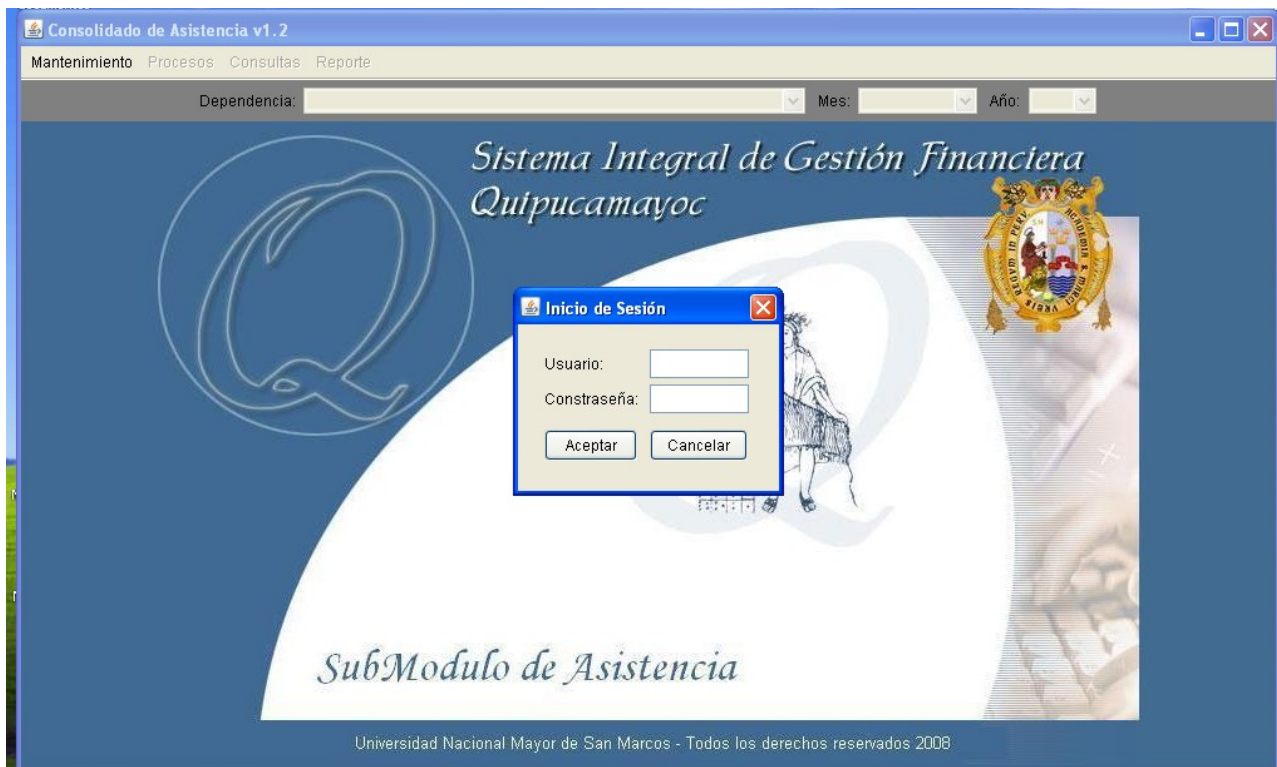 Consolidado de Asistencia v1.2
Mantenimiento Procesos Consultas Reporte
Dependencia: Mes: Año:
Sistema Integral de Gestión Financiera
Quipucamayoc
Inicio de Sesión
Usuario:
Constraseña:
Aceptar Cancelar
SubModulo de Asistencia
Universidad Nacional Mayor de San Marcos - Todos los derechos reservados 2008